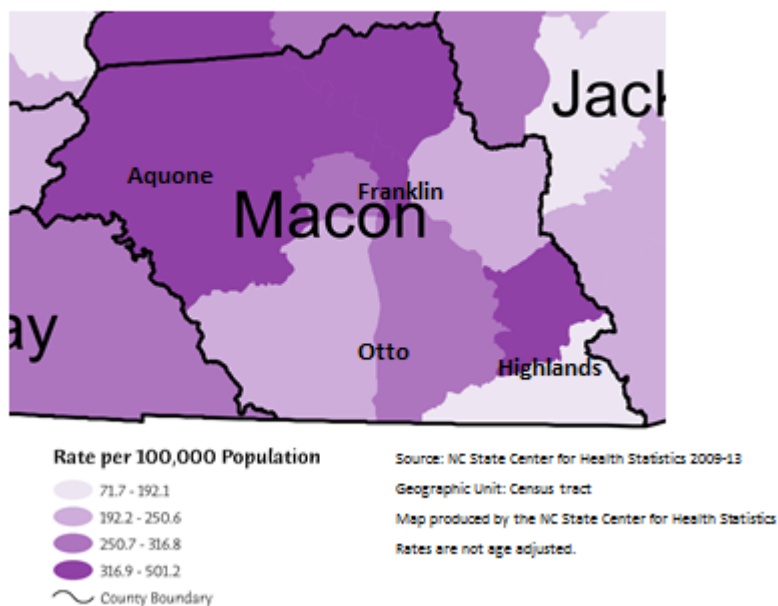 Jack
Aquone
Franklin
Macon
ay
Otto
Highlands
Rate per 100,000 Population
71.7 - 192.1
192.2 - 250.6
250.7 - 316.8
316.9 - 501.2
County Boundary
Source: NC State Center for Health Statistics 2009-13
Geographic Unit: Census tract
Map produced by the NC State Center for Health Statistics
Rates are not age adjusted.